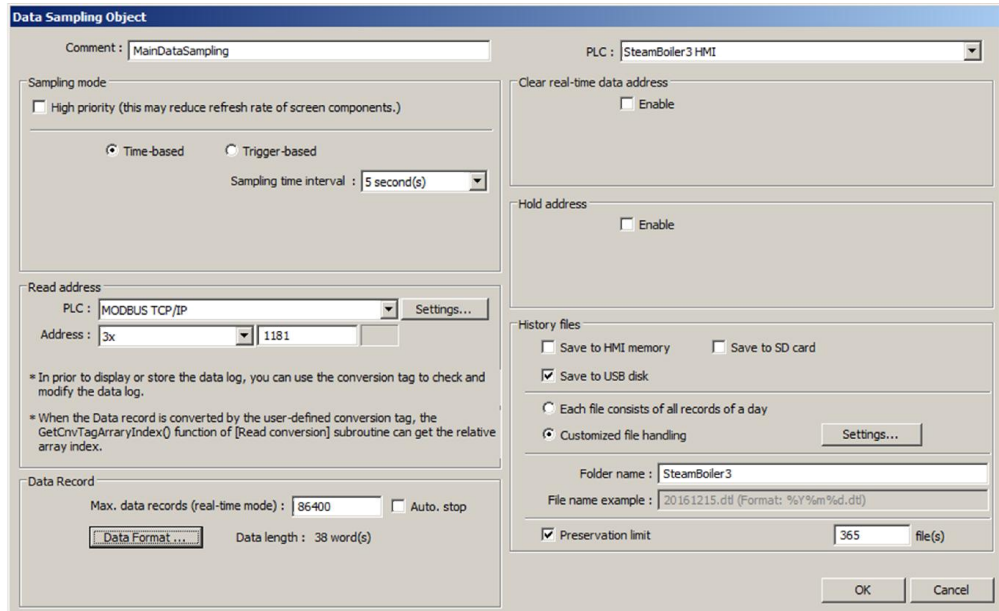 Data Sampling Object
Comment : MainDataSampling
PLC : SteamBoiler3 HMI
Sampling mode
High priority (this may reduce refresh rate of screen components.)
Time-based Trigger-based
Sampling time interval : 5 second(s)
Clear real-time data address
Enable
Hold address
Enable
Read address
PLC : MODBUS TCP/IP Settings...
Address : 3x 1181
* In prior to display or store the data log, you can use the conversion tag to check and
modify the data log.
* When the Data record is converted by the user-defined conversion tag, the
GetCnvTagArraryIndex() function of [Read conversion] subroutine can get the relative
array index.
Data Record
Max. data records (real-time mode) : 86400 Auto. stop
Data Format ... Data length : 38 word(s)
History files
Save to HMI memory Save to SD card
Save to USB disk
Each file consists of all records of a day
Customized file handling Settings...
Folder name : SteamBoiler3
File name example : 20161215.dtl (Format: %Y%m%d.dtl)
Preservation limit 365 file(s)
OK Cancel